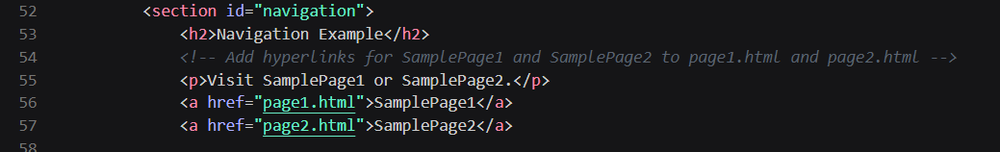 52 <section id="navigation">
53 <h2>Navigation Example</h2>
54 <!-- Add hyperlinks for SamplePage1 and SamplePage2 to page1.html and page2.html -->
55 <p>Visit SamplePage1 or SamplePage2.</p>
56 <a href="page1.html">SamplePage1</a>
57 <a href="page2.html">SamplePage2</a>
58